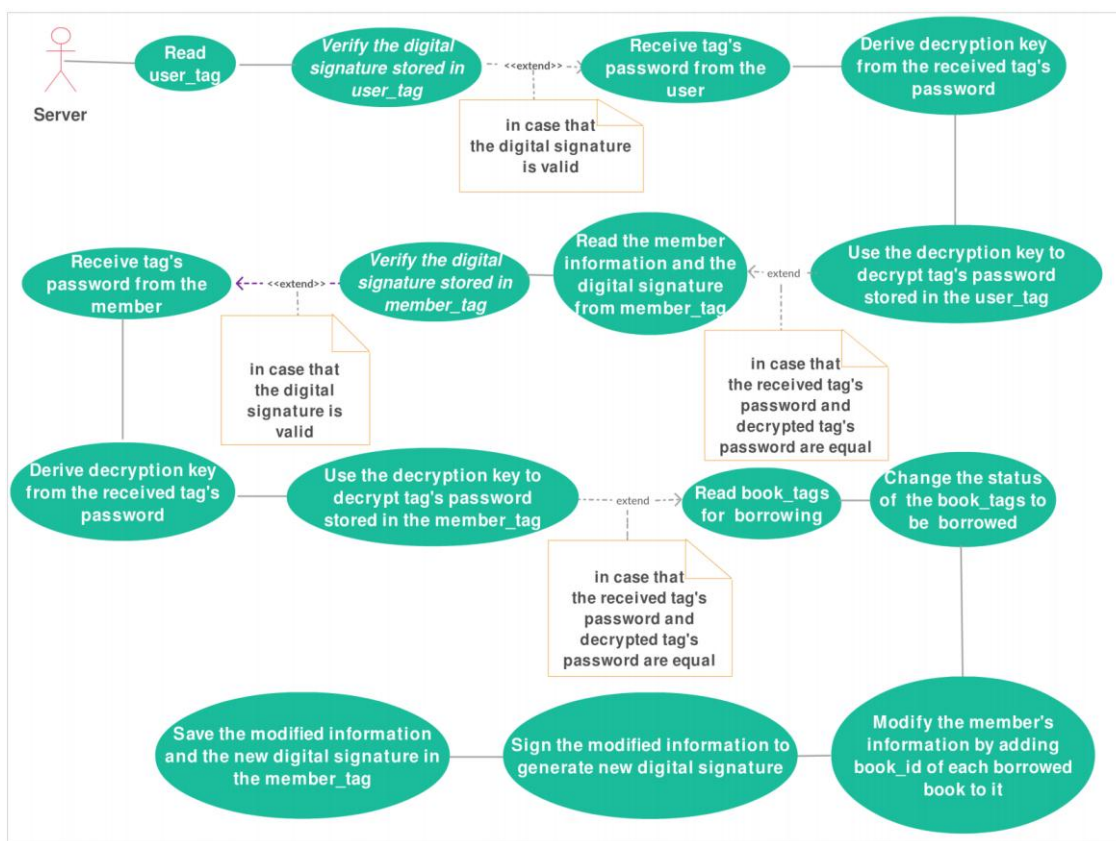 Server
Read
user_tag
Verify the digital
signature stored in
user_tag
<<extend>>
in case that
the digital signature
is valid
Receive tag's
password from the
user
Derive decryption key
from the received tag's
password
Use the decryption key to
decrypt tag's password
stored in the user_tag
extend
in case that
the received tag's
password and
decrypted tag's
password are equal
Read the member
information and the
digital signature
from member_tag
Verify the digital
signature stored in
member_tag
<<extend>>
in case that
the digital
signature is
valid
Receive tag's
password from the
member
Derive decryption key
from the received tag's
password
Use the decryption key to
decrypt tag's password
stored in the member_tag
extend
in case that
the received tag's
password and
decrypted tag's
password are equal
Read book_tags
for borrowing
Change the status
of the book_tags to
be borrowed
Modify the member's
information by adding
book_id of each borrowed
book to it
Sign the modified information to
generate new digital signature
Save the modified information
and the new digital signature in
the member_tag